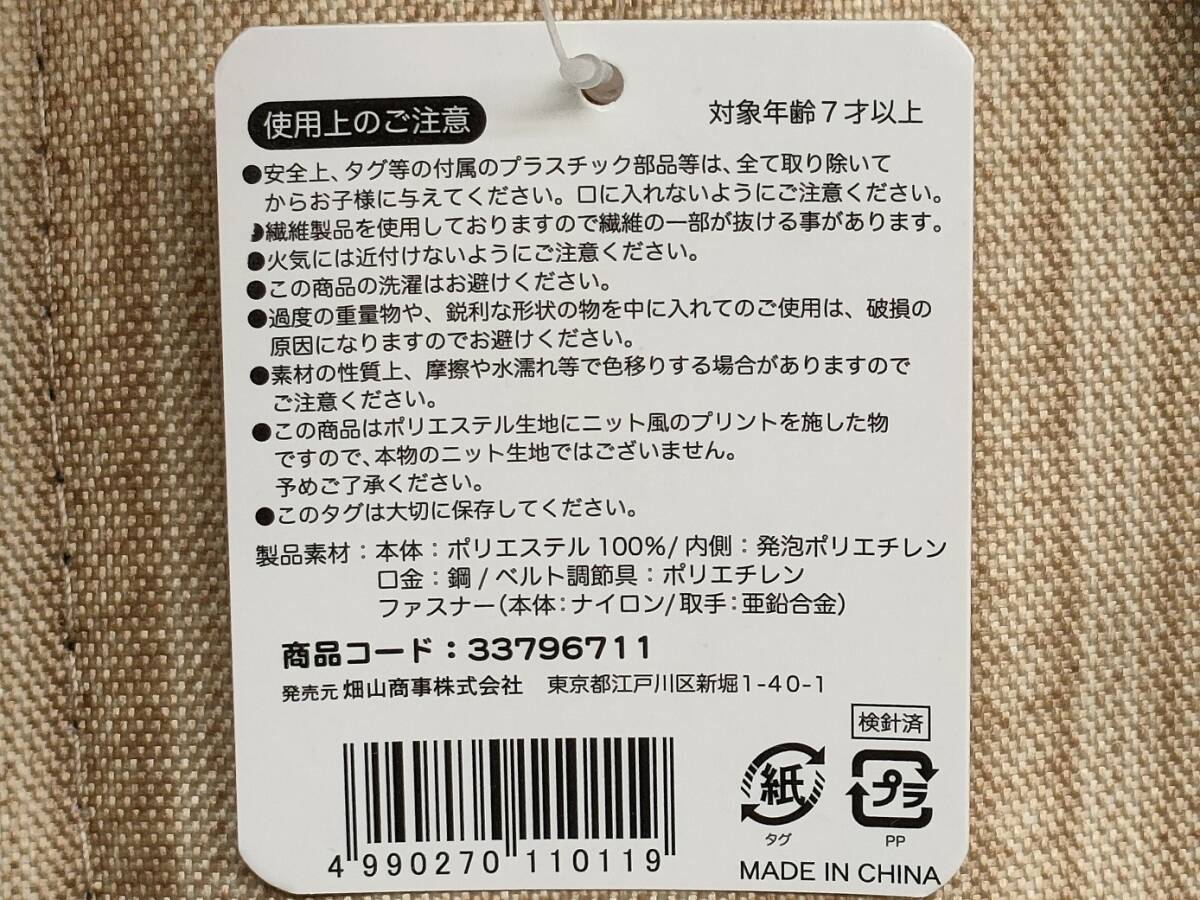 使用上のご注意
対象年齢7才以上
●安全上、タグ等の付属のプラスチック部品等は、全て取り除いて
からお子様に与えてください。口に入れないようにご注意ください。
●繊維製品を使用しておりますので繊維の一部が抜ける事があります。
●火気には近付けないようにご注意ください。
●この商品の洗濯はお避けください。
●過度の重量物や、鋭利な形状の物を中に入れてのご使用は、破損の
原因になりますのでお避けください。
●素材の性質上、摩擦や水濡れ等で色移りする場合がありますので
ご注意ください。
●この商品はポリエステル生地にニット風のプリントを施した物
ですので、本物のニット生地ではございません。
予めご了承ください。
●このタグは大切に保存してください。
製品素材：本体：ポリエステル100%/内側：発泡ポリエチレン
口金：鋼/ベルト調節具：ポリエチレン
ファスナー(本体：ナイロン/取手：亜鉛合金)
商品コード：33796711
発売元 畑山商事株式会社 東京都江戸川区新堀1-40-1
検針済
紙
プラ
タグ
PP
4 990270 110119
MADE IN CHINA